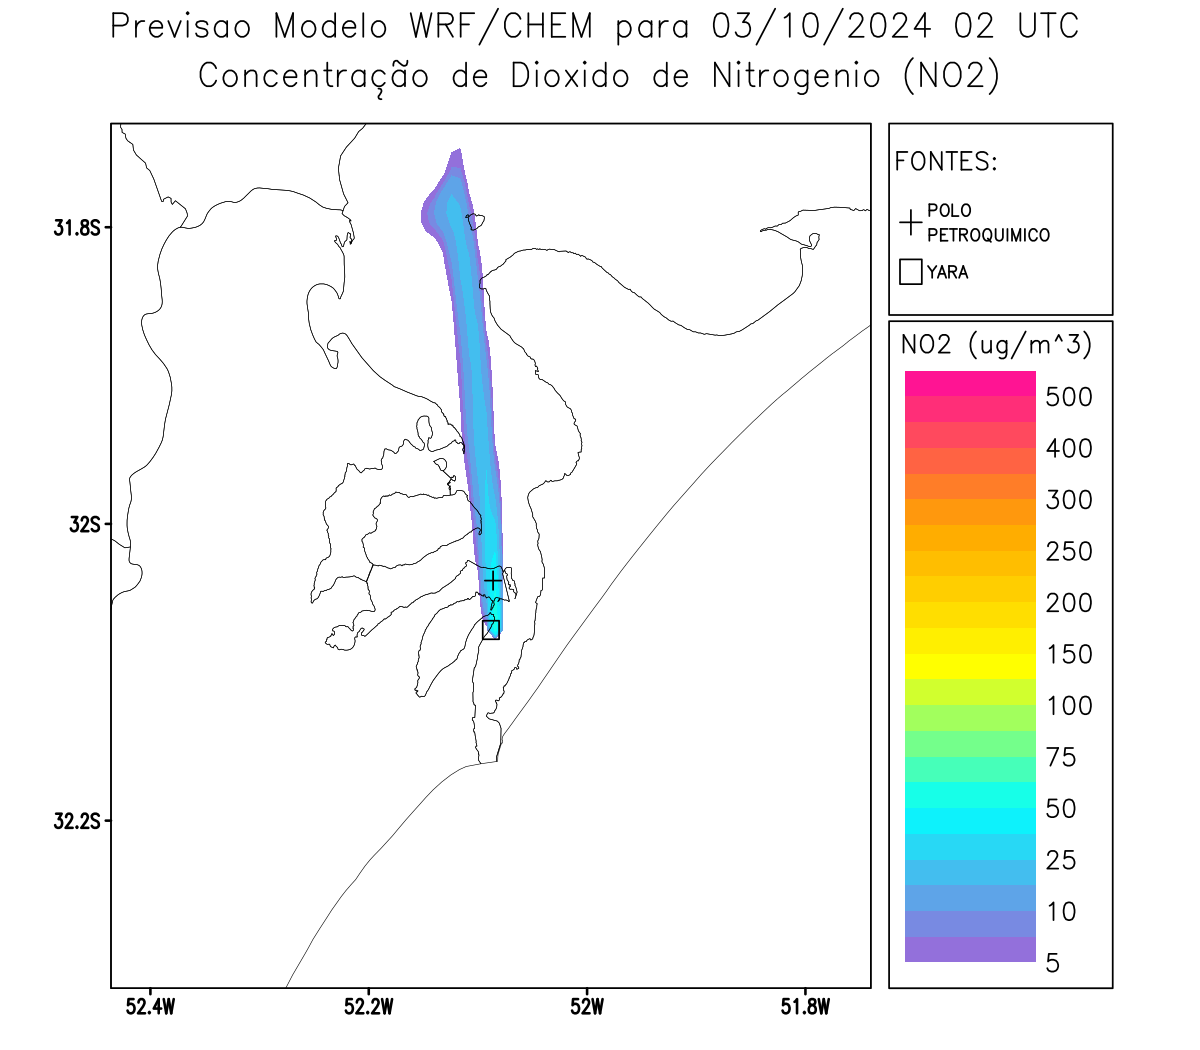 Previsao Modelo WRF/CHEM para 03/10/2024 02 UTC
Concentração de Dioxido de Nitrogenio (NO2)
FONTES:
POLO
PETROQUIMICO
YARA
NO2 (ug/m^3)
500
400
300
250
200
150
100
75
50
25
10
5
31.8S
32S
32.2S
52.4W
52.2W
52W
51.8W